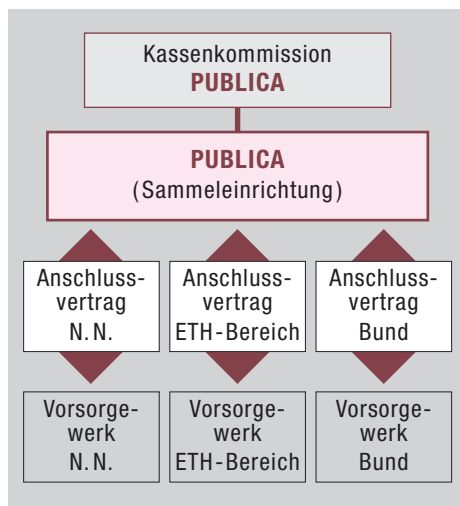 Kassenkommission
PUBLICA
PUBLICA
(Sammeleinrichtung)
Anschluss-
vertrag
N.N.
Anschluss-
vertrag
ETH-Bereich
Anschluss-
vertrag
Bund
Vorsorge-
werk
N.N.
Vorsorge-
werk
ETH-Bereich
Vorsorge-
werk
Bund